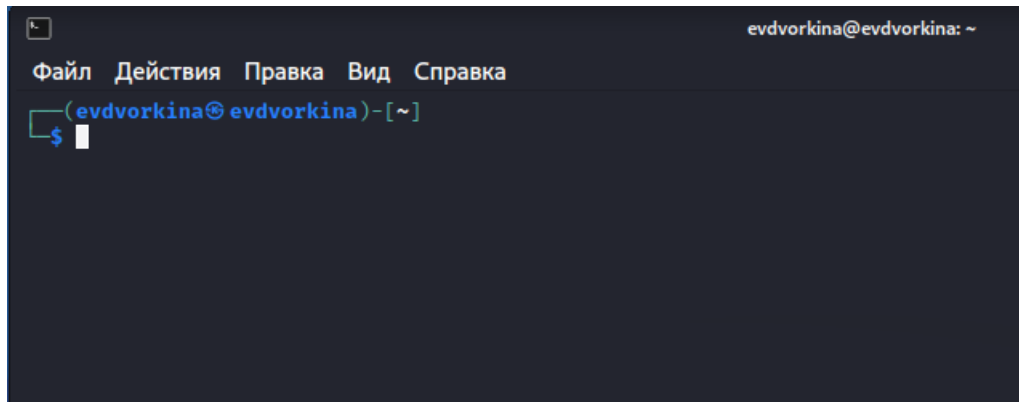 evdvorkina@evdvorkina: ~
Файл Действия Правка Вид Справка
┌──(evdvorkina㉿evdvorkina)-[~]
└─$